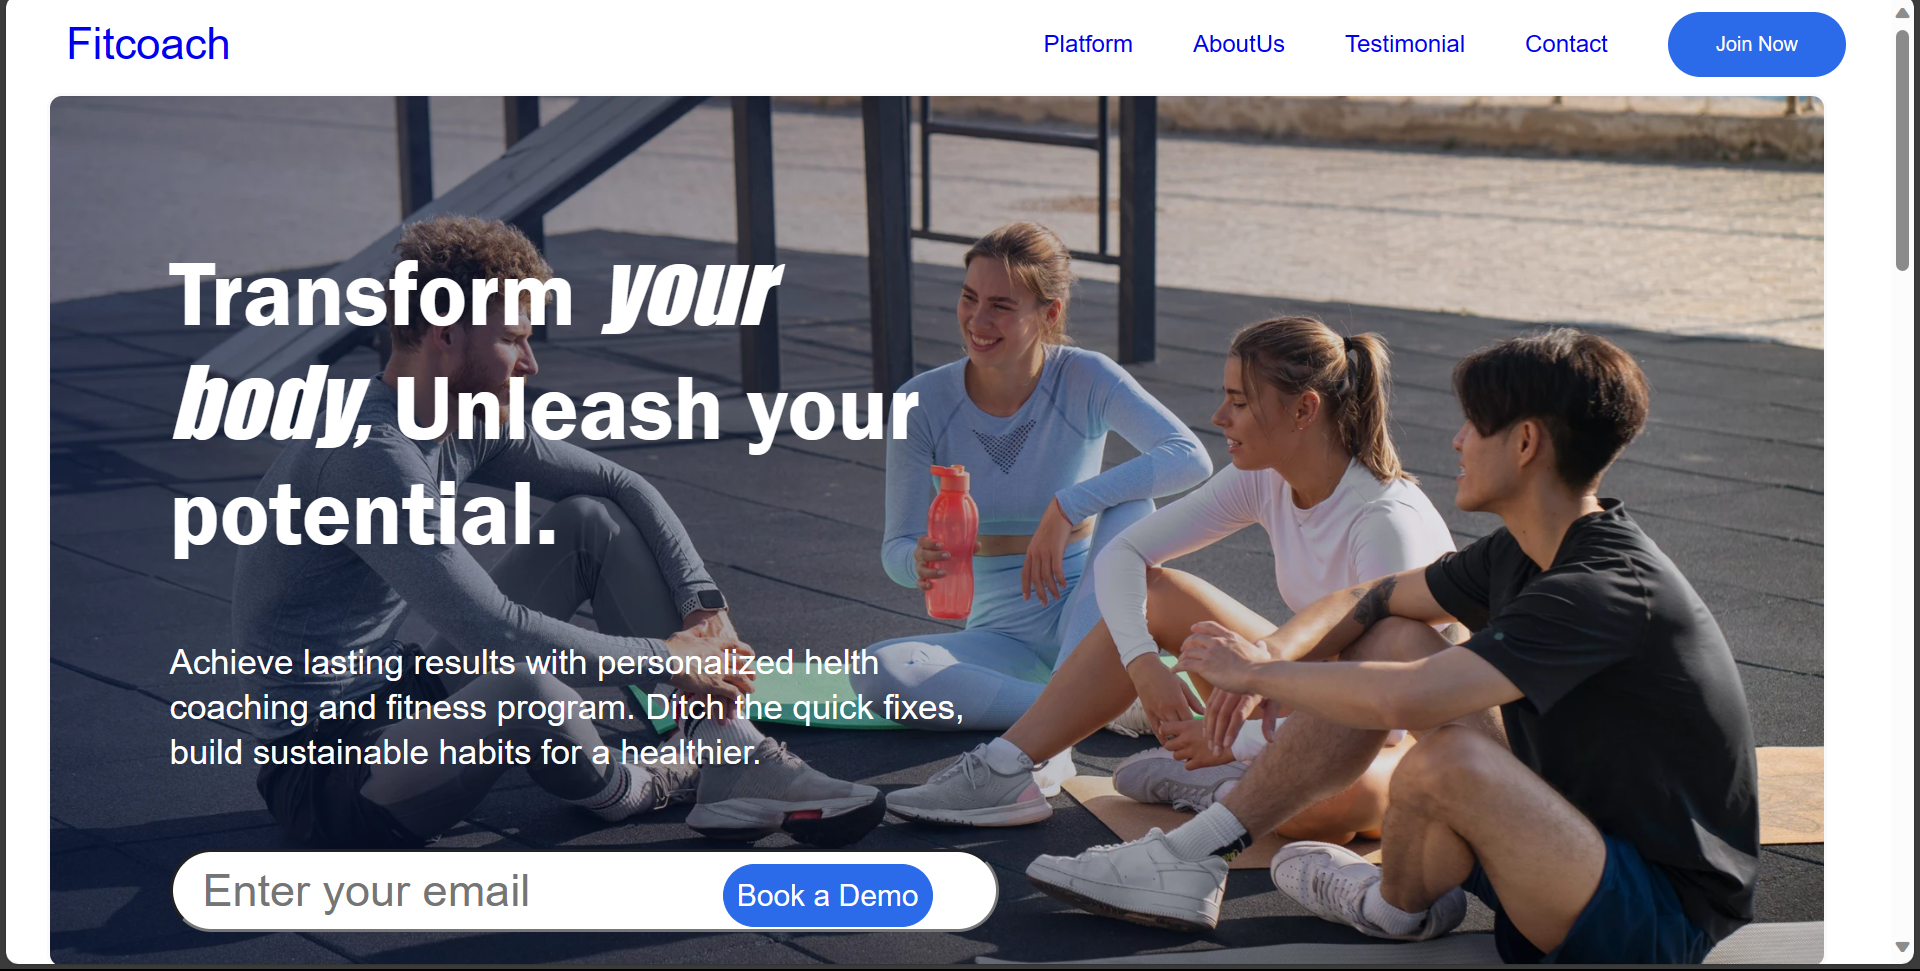 Fitcoach
Platform AboutUs Testimonial Contact Join Now
Transform your
body, Unleash your
potential.
Achieve lasting results with personalized helth
coaching and fitness program. Ditch the quick fixes,
build sustainable habits for a healthier.
Enter your email Book a Demo